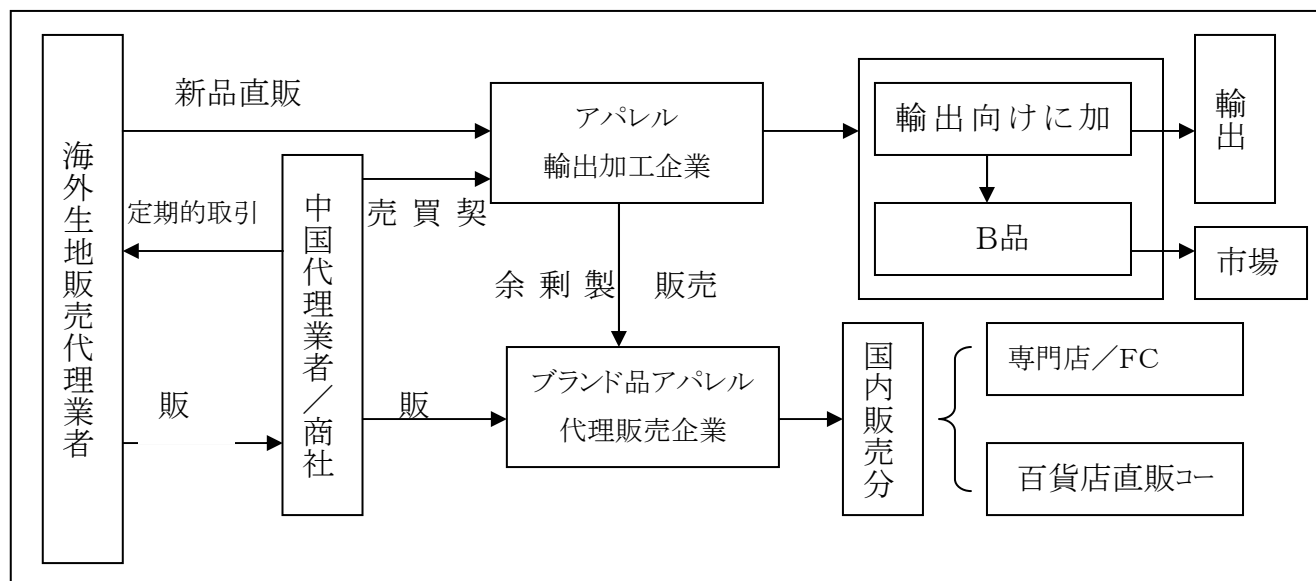 海外生地販売代理業者
新品直販
定期的取引
販
中国代理業者／商社
売買契
販
アパレル
輸出加工企業
余剰製
販売
ブランド品アパレル
代理販売企業
輸出向けに加
B品
輸出
市場
国内販売分
専門店／FC
百貨店直販コー